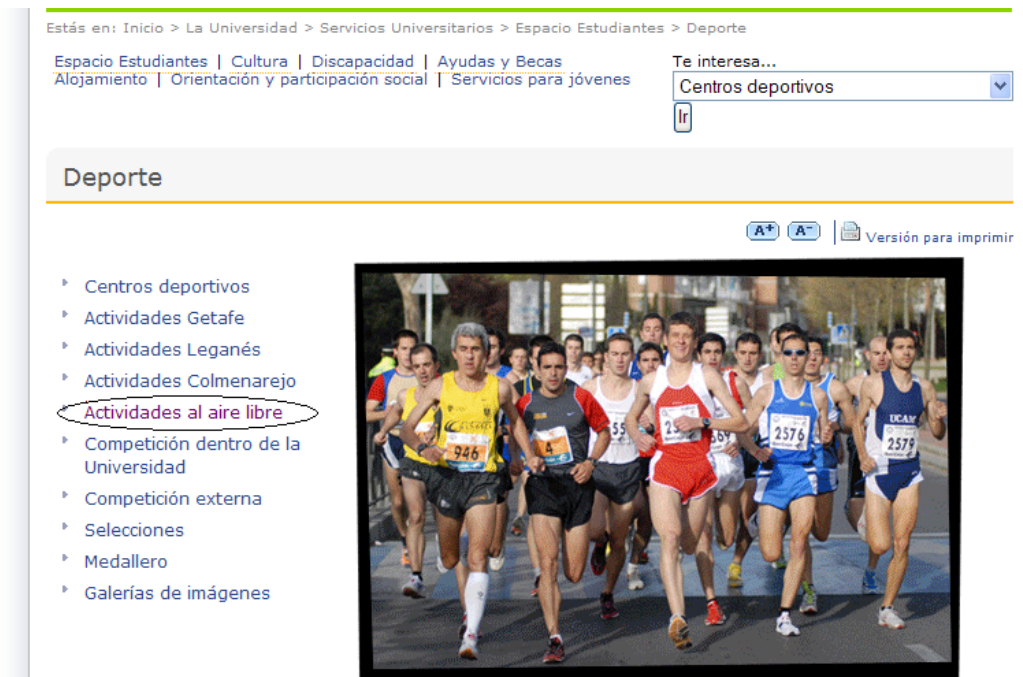 Estás en: Inicio > La Universidad > Servicios Universitarios > Espacio Estudiantes > Deporte
Espacio Estudiantes | Cultura | Discapacidad | Ayudas y Becas
Alojamiento | Orientación y participación social | Servicios para jóvenes
Te interesa...
Centros deportivos
Ir
Deporte
A+ A- Versión para imprimir
Centros deportivos
Actividades Getafe
Actividades Leganés
Actividades Colmenarejo
Actividades al aire libre
Competición dentro de la
Universidad
Competición externa
Selecciones
Medallero
Galerías de imágenes
946
4
2576
UCAM
2579